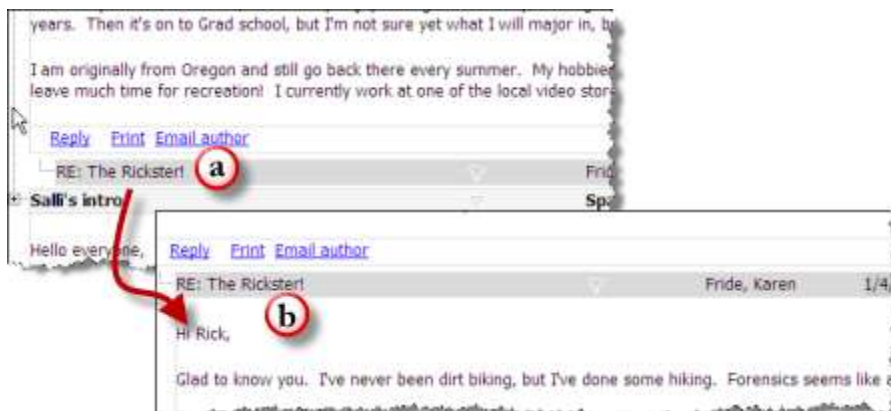 years. Then it's on to Grad school, but I'm not sure yet what I will major in,
I am originally from Oregon and still go back there every summer. My hobbies
leave much time for recreation! I currently work at one of the local video stor
Reply Print Email author
RE: The Rickster!
a
Frid
Salli's intro
Spa
Hello everyone,
Reply Print Email author
RE: The Rickster! Fride, Karen 1/4/
b
Hi Rick,
Glad to know you. I've never been dirt biking, but I've done some hiking. Forensics seems like a